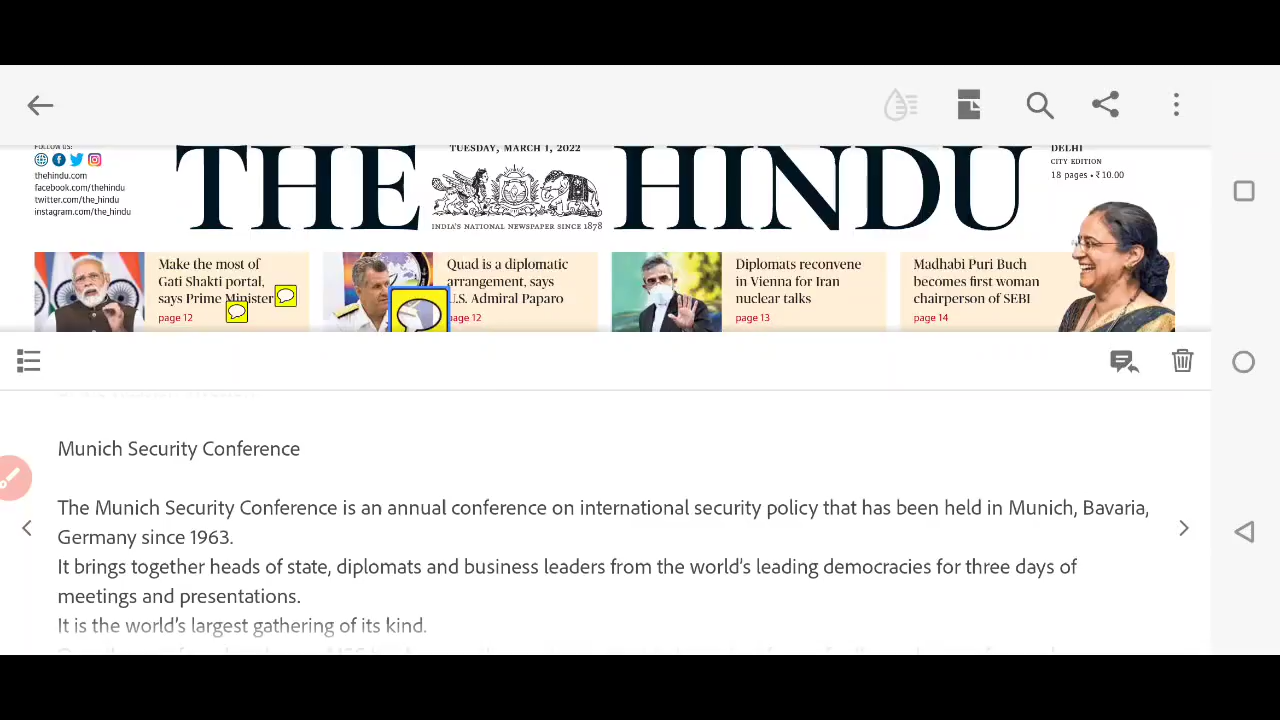 FOLLOW US:
thehindu.com
facebook.com/thehindu
twitter.com/the_hindu
instagram.com/the_hindu
THE HINDU
TUESDAY, MARCH 1, 2022
INDIA'S NATIONAL NEWSPAPER SINCE 1878
DELHI
CITY EDITION
18 pages • ₹10.00
Make the most of
Gati Shakti portal,
says Prime Minister
page 12
Quad is a diplomatic
arrangement, says
U.S. Admiral Paparo
page 12
Diplomats reconvene
in Vienna for Iran
nuclear talks
page 13
Madhabi Puri Buch
becomes first woman
chairperson of SEBI
page 14
Munich Security Conference
The Munich Security Conference is an annual conference on international security policy that has been held in Munich, Bavaria,
Germany since 1963.
It brings together heads of state, diplomats and business leaders from the world's leading democracies for three days of
meetings and presentations.
It is the world's largest gathering of its kind.